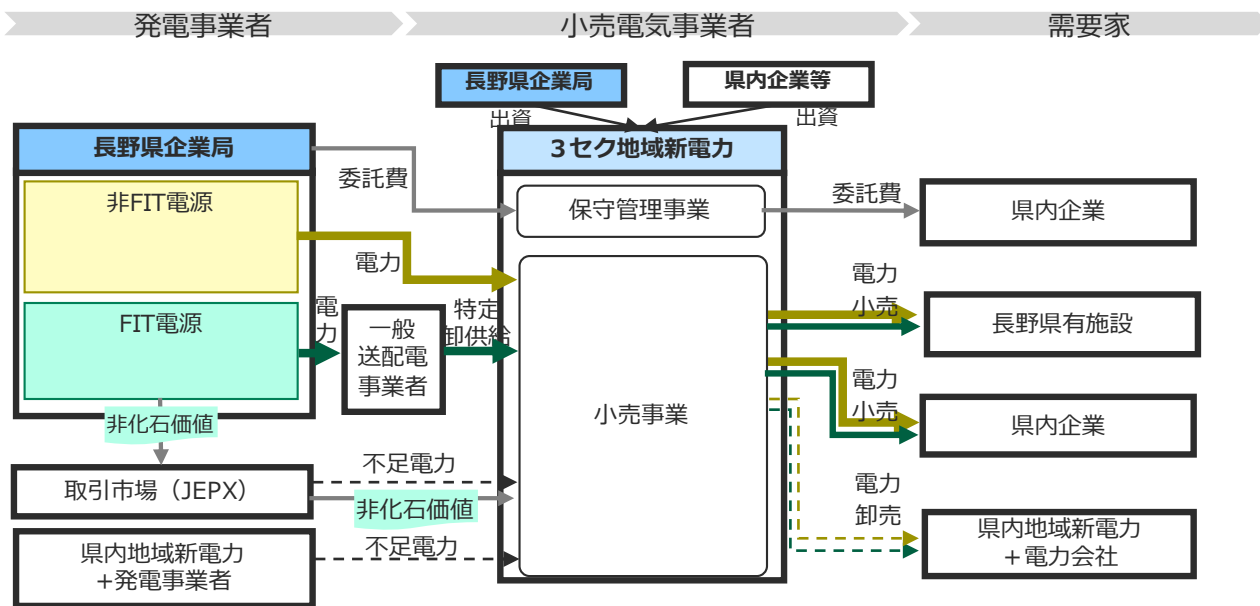 発電事業者
小売電気事業者
需要家
長野県企業局
県内企業等
出資
出資
長野県企業局
非FIT電源
FIT電源
委託費
電力
電
力
一般
送配電
事業者
特定
卸供給
非化石価値
取引市場（JEPX）
県内地域新電力
+発電事業者
不足電力
非化石価値
不足電力
３セク地域新電力
保守管理事業
小売事業
委託費
電力
小売
電力
小売
電力
卸売
県内企業
長野県有施設
県内企業
県内地域新電力
＋電力会社